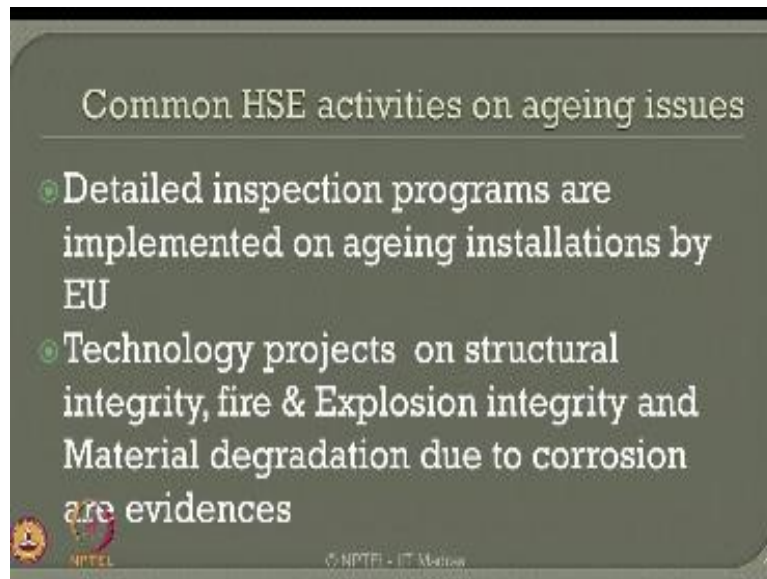 Common HSE activities on ageing issues
Detailed inspection programs are
implemented on ageing installations by
EU
Technology projects on structural
integrity, fire & Explosion integrity and
Material degradation due to corrosion
are evidences
NPTEL
© NPTEL - IIT Madras